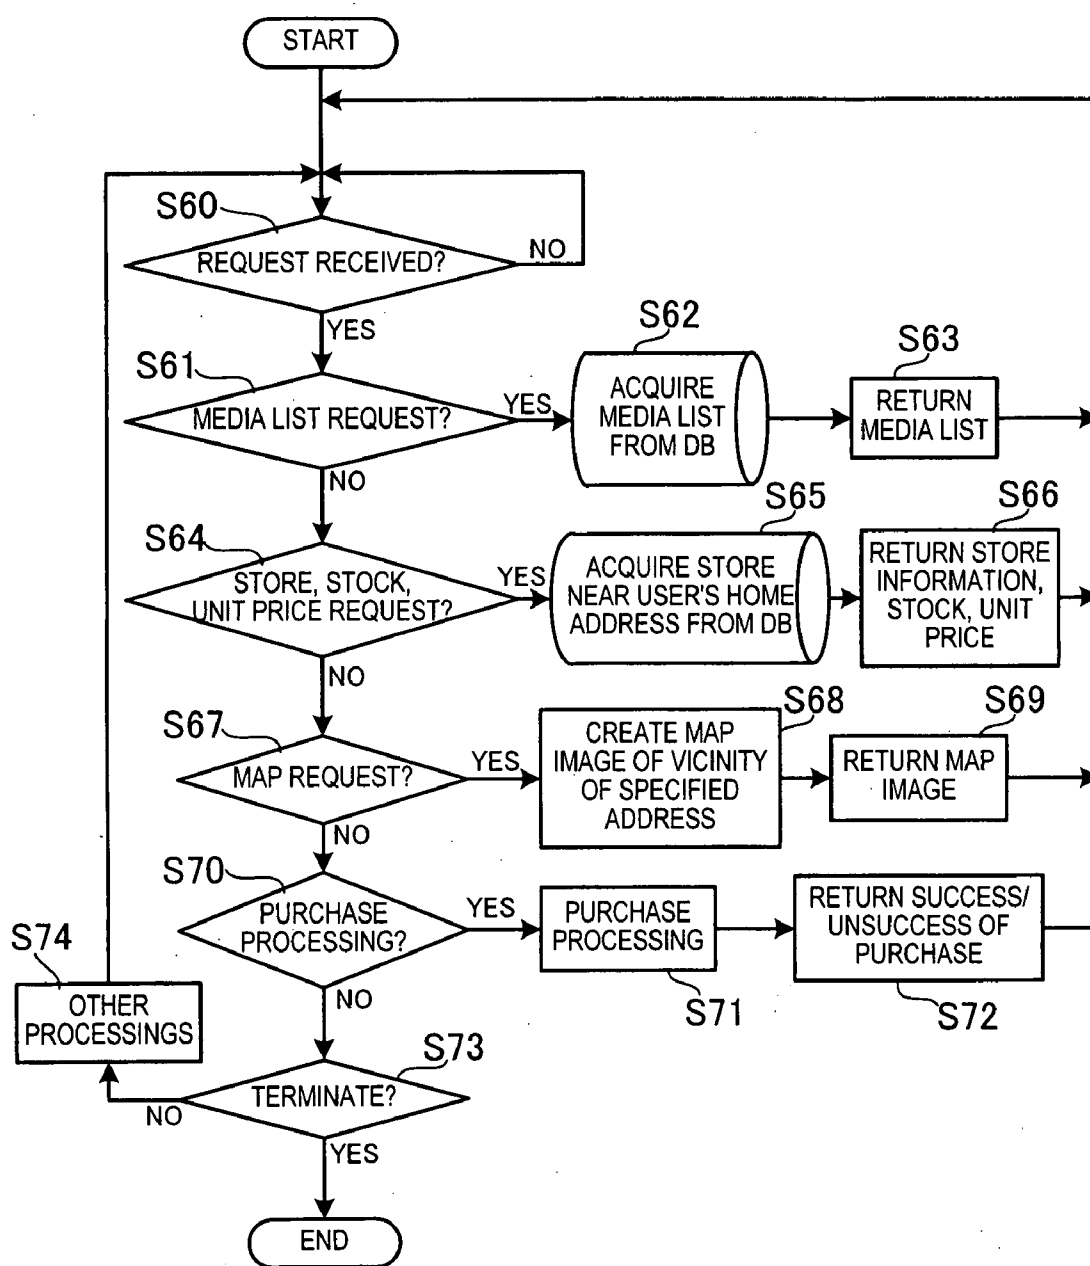 START
S60
REQUEST RECEIVED?
NO
YES
S61
MEDIA LIST REQUEST?
YES
S62
ACQUIRE
MEDIA LIST
FROM DB
S63
RETURN
MEDIA LIST
NO
S64
STORE, STOCK,
UNIT PRICE REQUEST?
YES
S65
ACQUIRE STORE
NEAR USER'S HOME
ADDRESS FROM DB
S66
RETURN STORE
INFORMATION,
STOCK, UNIT
PRICE
NO
S67
MAP REQUEST?
YES
S68
CREATE MAP
IMAGE OF VICINITY
OF SPECIFIED
ADDRESS
S69
RETURN MAP
IMAGE
NO
S70
PURCHASE
PROCESSING?
YES
PURCHASE
PROCESSING
S71
RETURN SUCCESS/
UNSUCCESS OF
PURCHASE
S72
NO
S74
OTHER
PROCESSINGS
S73
TERMINATE?
NO
YES
END